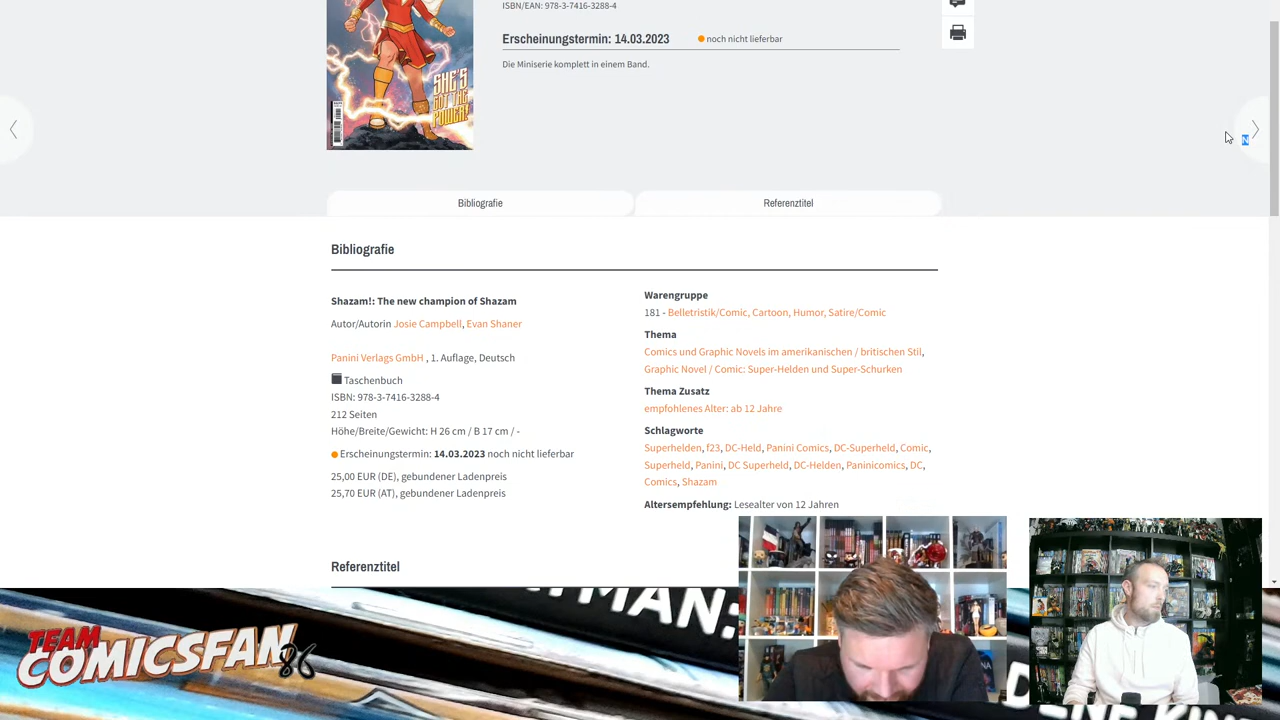 ISBN/EAN: 978-3-7416-3288-4
Erscheinungstermin: 14.03.2023 noch nicht lieferbar
Die Miniserie komplett in einem Band.
SHE'S
GOT THE
POWER!
N
Bibliografie Referenztitel
Bibliografie
Shazam!: The new champion of Shazam
Autor/Autorin Josie Campbell, Evan Shaner
Panini Verlags GmbH , 1. Auflage, Deutsch
Taschenbuch
ISBN: 978-3-7416-3288-4
212 Seiten
Höhe/Breite/Gewicht: H 26 cm / B 17 cm / -
Erscheinungstermin: 14.03.2023 noch nicht lieferbar
25,00 EUR (DE), gebundener Ladenpreis
25,70 EUR (AT), gebundener Ladenpreis
Warengruppe
181 - Belletristik/Comic, Cartoon, Humor, Satire/Comic
Thema
Comics und Graphic Novels im amerikanischen / britischen Stil,
Graphic Novel / Comic: Super-Helden und Super-Schurken
Thema Zusatz
empfohlenes Alter: ab 12 Jahre
Schlagworte
Superhelden, f23, DC-Held, Panini Comics, DC-Superheld, Comic,
Superheld, Panini, DC Superheld, DC-Helden, Paninicomics, DC,
Comics, Shazam
Altersempfehlung: Lesealter von 12 Jahren
Referenztitel
TEAM
COMICSFAN86